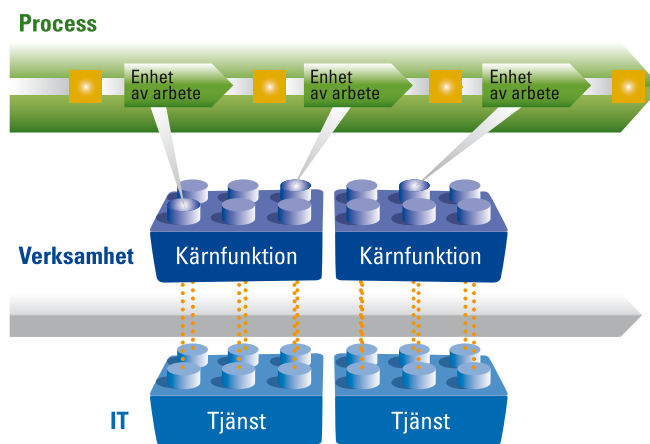 Process
Enhet
av arbete
Enhet
av arbete
Enhet
av arbete
Verksamhet
Kärnfunktion
Kärnfunktion
IT
Tjänst
Tjänst